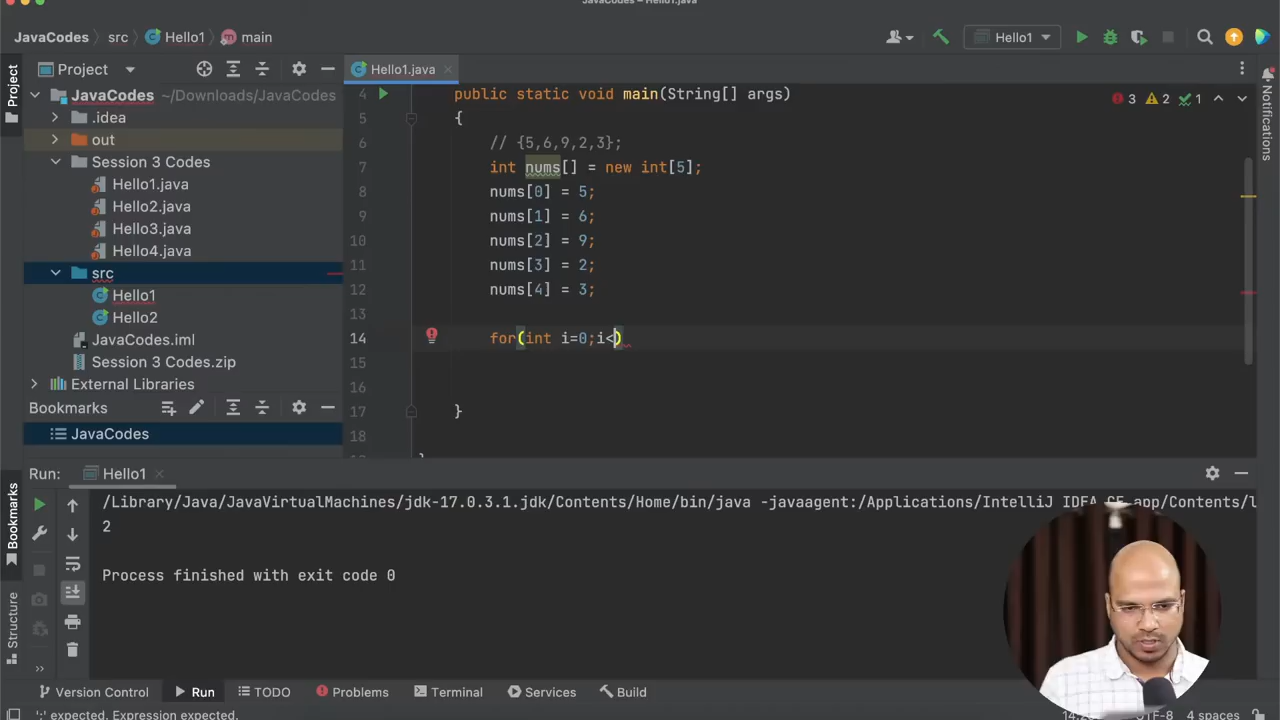 JavaCodes – Hello1.java
JavaCodes src Hello1 main
Hello1
Project
Hello1.java
JavaCodes ~/Downloads/JavaCodes
.idea
out
Session 3 Codes
Hello1.java
Hello2.java
Hello3.java
Hello4.java
src
Hello1
Hello2
JavaCodes.iml
Session 3 Codes.zip
External Libraries
Bookmarks
JavaCodes
Project
Bookmarks
Structure
Notifications
3 2 1
4 public static void main(String[] args)
5 {
6 // {5,6,9,2,3};
7 int nums[] = new int[5];
8 nums[0] = 5;
9 nums[1] = 6;
10 nums[2] = 9;
11 nums[3] = 2;
12 nums[4] = 3;
13
14 for(int i=0;i<)
15
16
17 }
18
Run: Hello1
/Library/Java/JavaVirtualMachines/jdk-17.0.3.1.jdk/Contents/Home/bin/java -javaagent:/Applications/IntelliJ IDEA CE.app/Contents/l
2
Process finished with exit code 0
Version Control Run TODO Problems Terminal Services Build
';' expected. Expression expected.
UTF-8 4 spaces